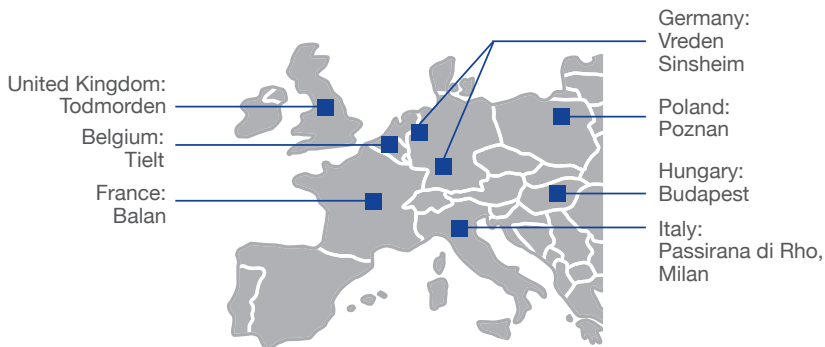 United Kingdom:
Todmorden
Belgium:
Tielt
France:
Balan
Germany:
Vreden
Sinsheim
Poland:
Poznan
Hungary:
Budapest
Italy:
Passirana di Rho,
Milan